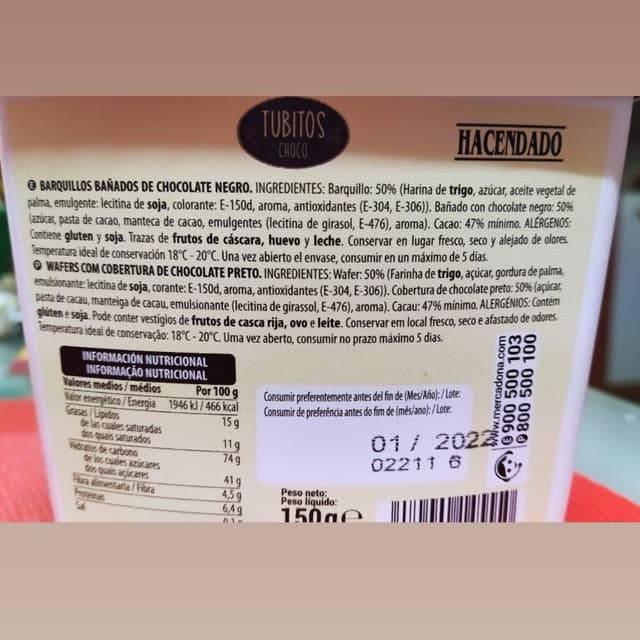 TUBITOS
CHOCO
HACENDADO
E BARQUILLOS BAÑADOS DE CHOCOLATE NEGRO. INGREDIENTES: Barquillo: 50% (Harina de trigo, azúcar, aceite vegetal de
palma, emulgente: lecitina de soja, colorante: E-150d, aroma, antioxidantes (E-304, E-306)). Bañado con chocolate negro: 50%
(azúcar, pasta de cacao, manteca de cacao, emulgentes (lecitina de girasol, E-476), aroma). Cacao: 47% mínimo. ALÉRGENOS:
Contiene gluten y soja. Trazas de frutos de cáscara, huevo y leche. Conservar en lugar fresco, seco y alejado de olores.
Temperatura ideal de conservación 18°C - 20°C. Una vez abierto el envase, consumir en un máximo de 5 días.
P WAFERS COM COBERTURA DE CHOCOLATE PRETO. INGREDIENTES: Wafer: 50% (Farinha de trigo, açúcar, gordura de palma,
emulsionante: lecitina de soja, corante: E-150d, aroma, antioxidantes (E-304, E-306)). Cobertura de chocolate preto: 50% (açúcar,
pasta de cacau, manteiga de cacau, emulsionante (lecitina de girassol, E-476), aroma). Cacau: 47% mínimo. ALERGÉNIOS: Contém
glúten e soja. Pode conter vestígios de frutos de casca rija, ovo e leite. Conservar em local fresco, seco e afastado de odores.
Temperatura ideal de conservação: 18°C - 20°C. Uma vez aberto, consumir no prazo máximo 5 dias.
INFORMACIÓN NUTRICIONAL
INFORMAÇÃO NUTRICIONAL
Valores medios / médios Por 100 g
Valor energético / Energia 1946 kJ / 466 kcal
Grasas / Lípidos 15 g
de las cuales saturadas
dos quais saturados 11 g
Hidratos de carbono 74 g
de los cuales azúcares
dos quais açúcares 41 g
Fibra alimentaria / Fibra 4,5 g
Proteínas 6,4 g
Sal 0,1
Consumir preferentemente antes del fin de (Mes/Año): / Lote:
Consumir de preferência antes do fim de (mês/ano): / Lote:
01 / 2022
02211 6
Peso neto:
Peso líquido:
150g e
www.mercadona.com
E 900 500 103
P 800 500 100